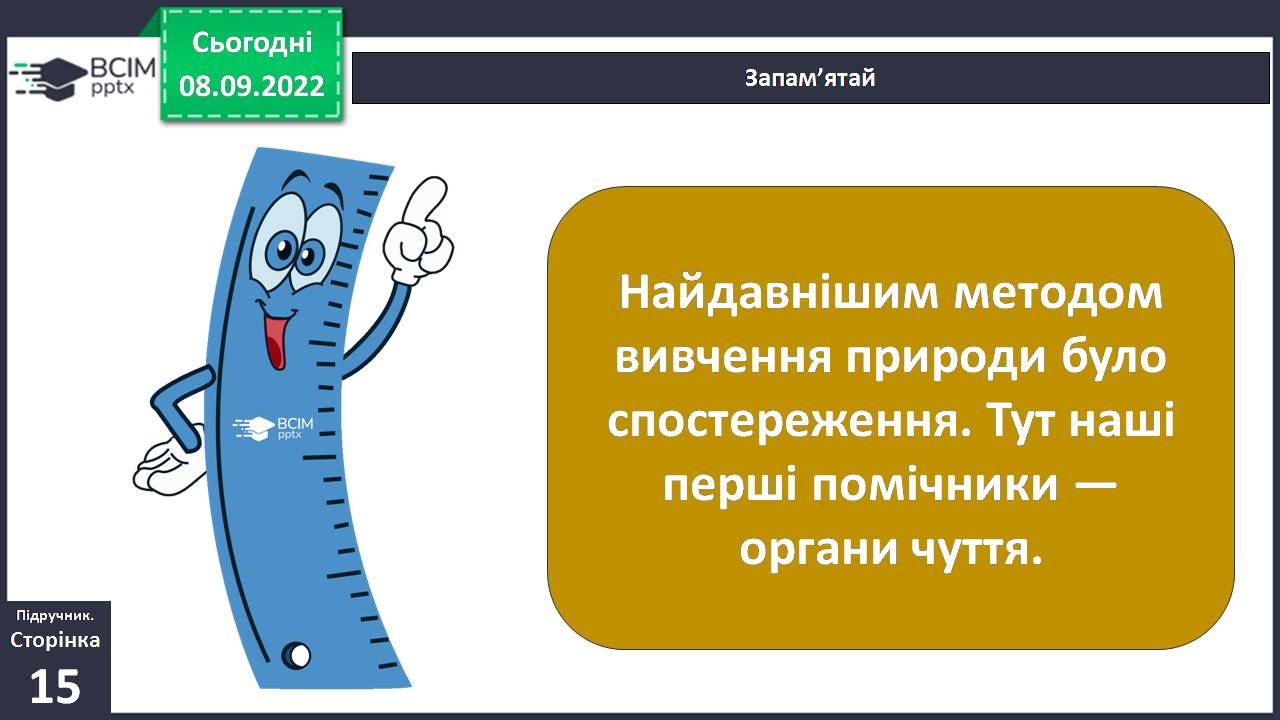 Сьогодні
08.09.2022
ВСІМ
pptx
Запам’ятай
Найдавнішим методом
вивчення природи було
спостереження. Тут наші
перші помічники —
органи чуття.
ВСІМ
pptx
Підручник.
Сторінка
15